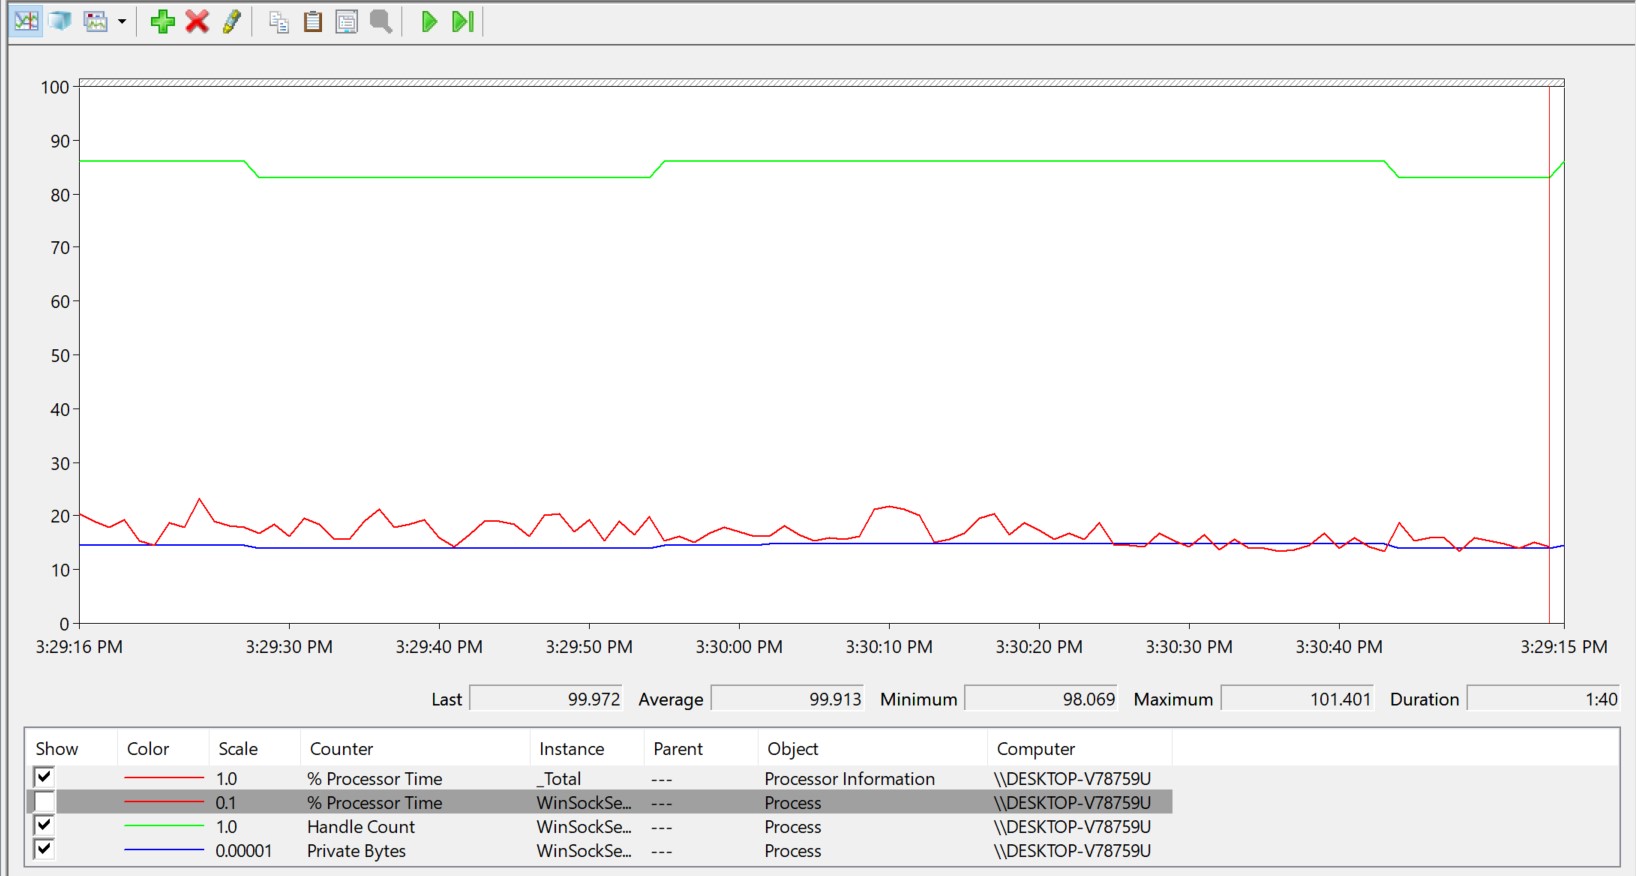 100
90
80
70
60
50
40
30
20
10
0
3:29:16 PM 3:29:30 PM 3:29:40 PM 3:29:50 PM 3:30:00 PM 3:30:10 PM 3:30:20 PM 3:30:30 PM 3:30:40 PM 3:29:15 PM
Last 99.972 Average 99.913 Minimum 98.069 Maximum 101.401 Duration 1:40
Show Color Scale Counter Instance Parent Object Computer
1.0 % Processor Time _Total --- Processor Information \\DESKTOP-V78759U
0.1 % Processor Time WinSockSe... --- Process \\DESKTOP-V78759U
1.0 Handle Count WinSockSe... --- Process \\DESKTOP-V78759U
0.00001 Private Bytes WinSockSe... --- Process \\DESKTOP-V78759U